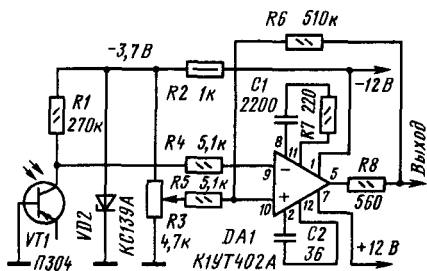 R6 510к
-3,7В
R1
270к
R2 1к
C1
2200
R7 220
-12В
R4 5,1к
8
11
1
9
−
5
R8
560
Выход
VT1
П304
VD2
КС139А
R5 5,1к
R3
4,7к
10
+
2
12
7
DA1
К1УТ402А
C2
36
+12В